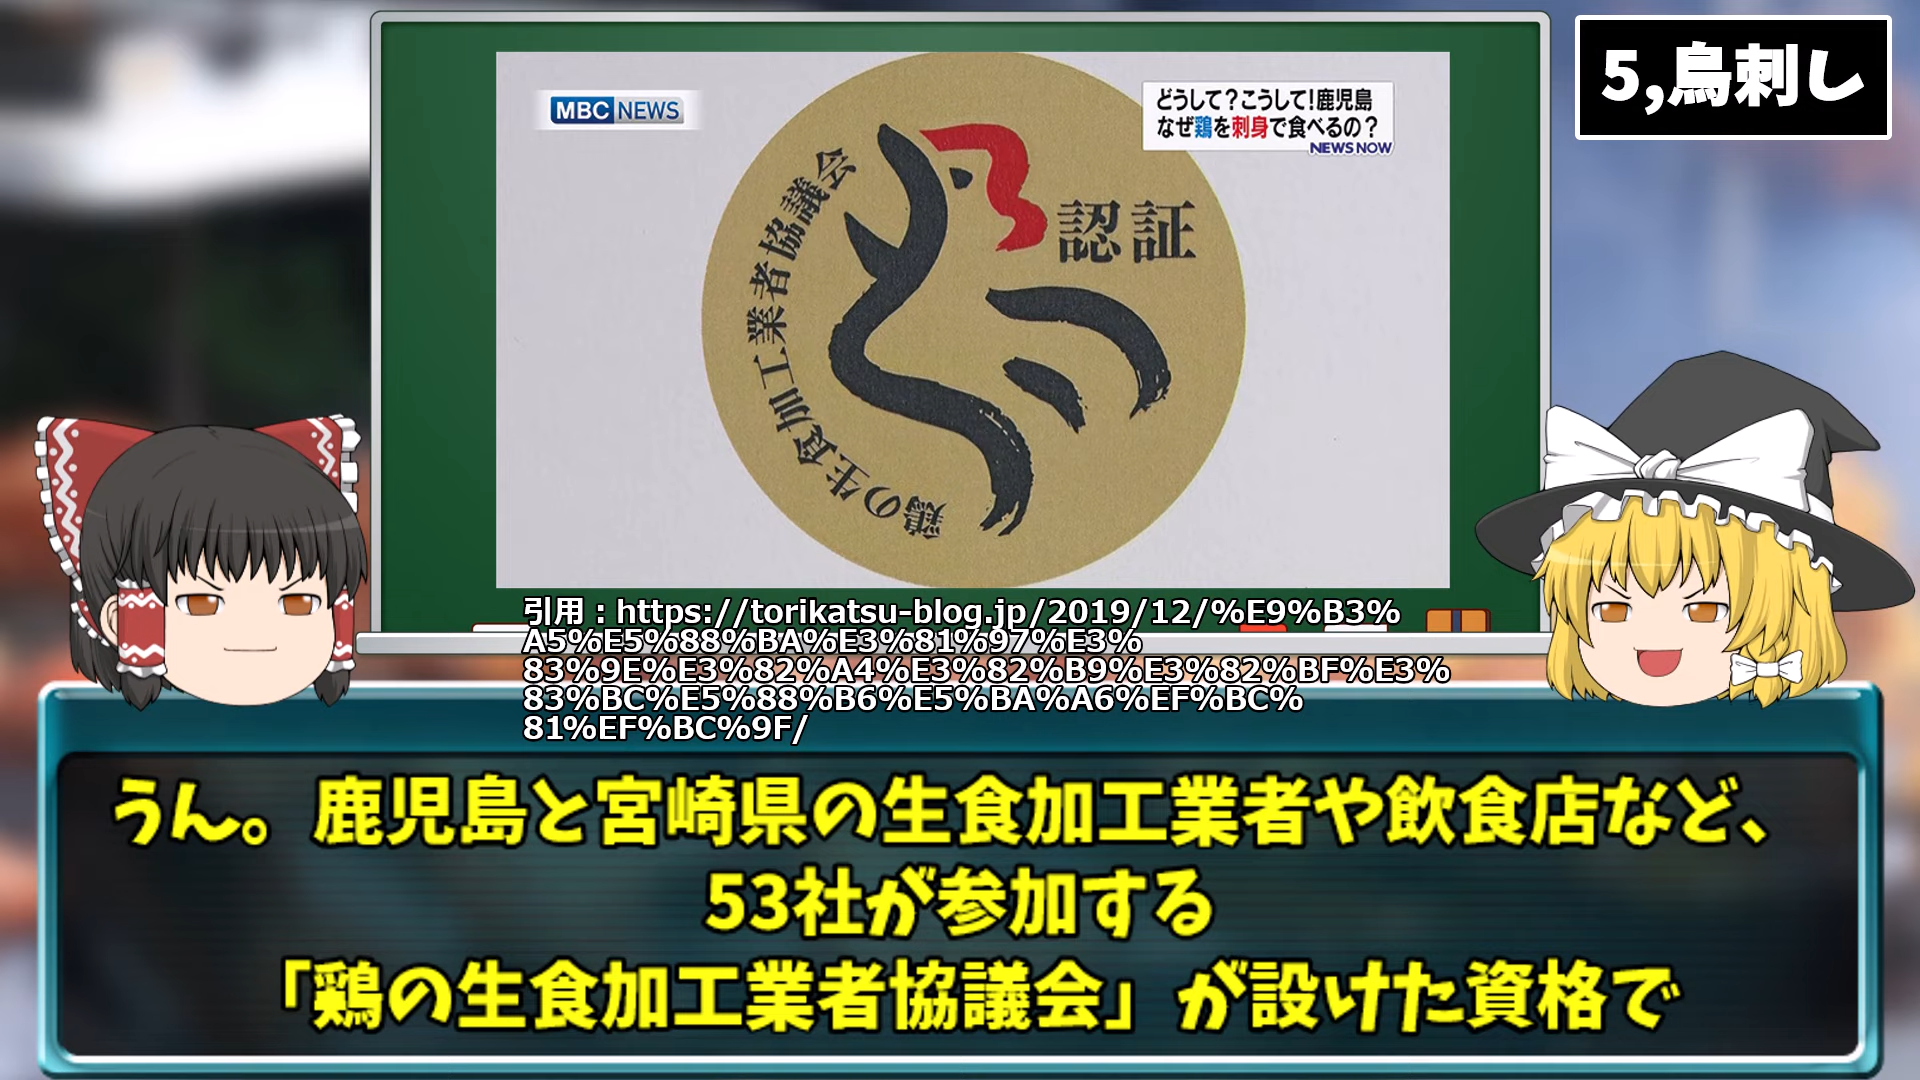 5,鳥刺し
MBC NEWS
どうして？こうして！鹿児島
なぜ鶏を刺身で食べるの？
NEWS NOW
認証
鶏の生食加工業者協議会
引用：https://torikatsu-blog.jp/2019/12/%E9%B3%
A5%E5%88%BA%E3%81%97%E3%
83%9E%E3%82%A4%E3%82%B9%E3%82%BF%E3%
83%BC%E5%88%B6%E5%BA%A6%EF%BC%
81%EF%BC%9F/
うん。鹿児島と宮崎県の生食加工業者や飲食店など、
53社が参加する
「鶏の生食加工業者協議会」が設けた資格で